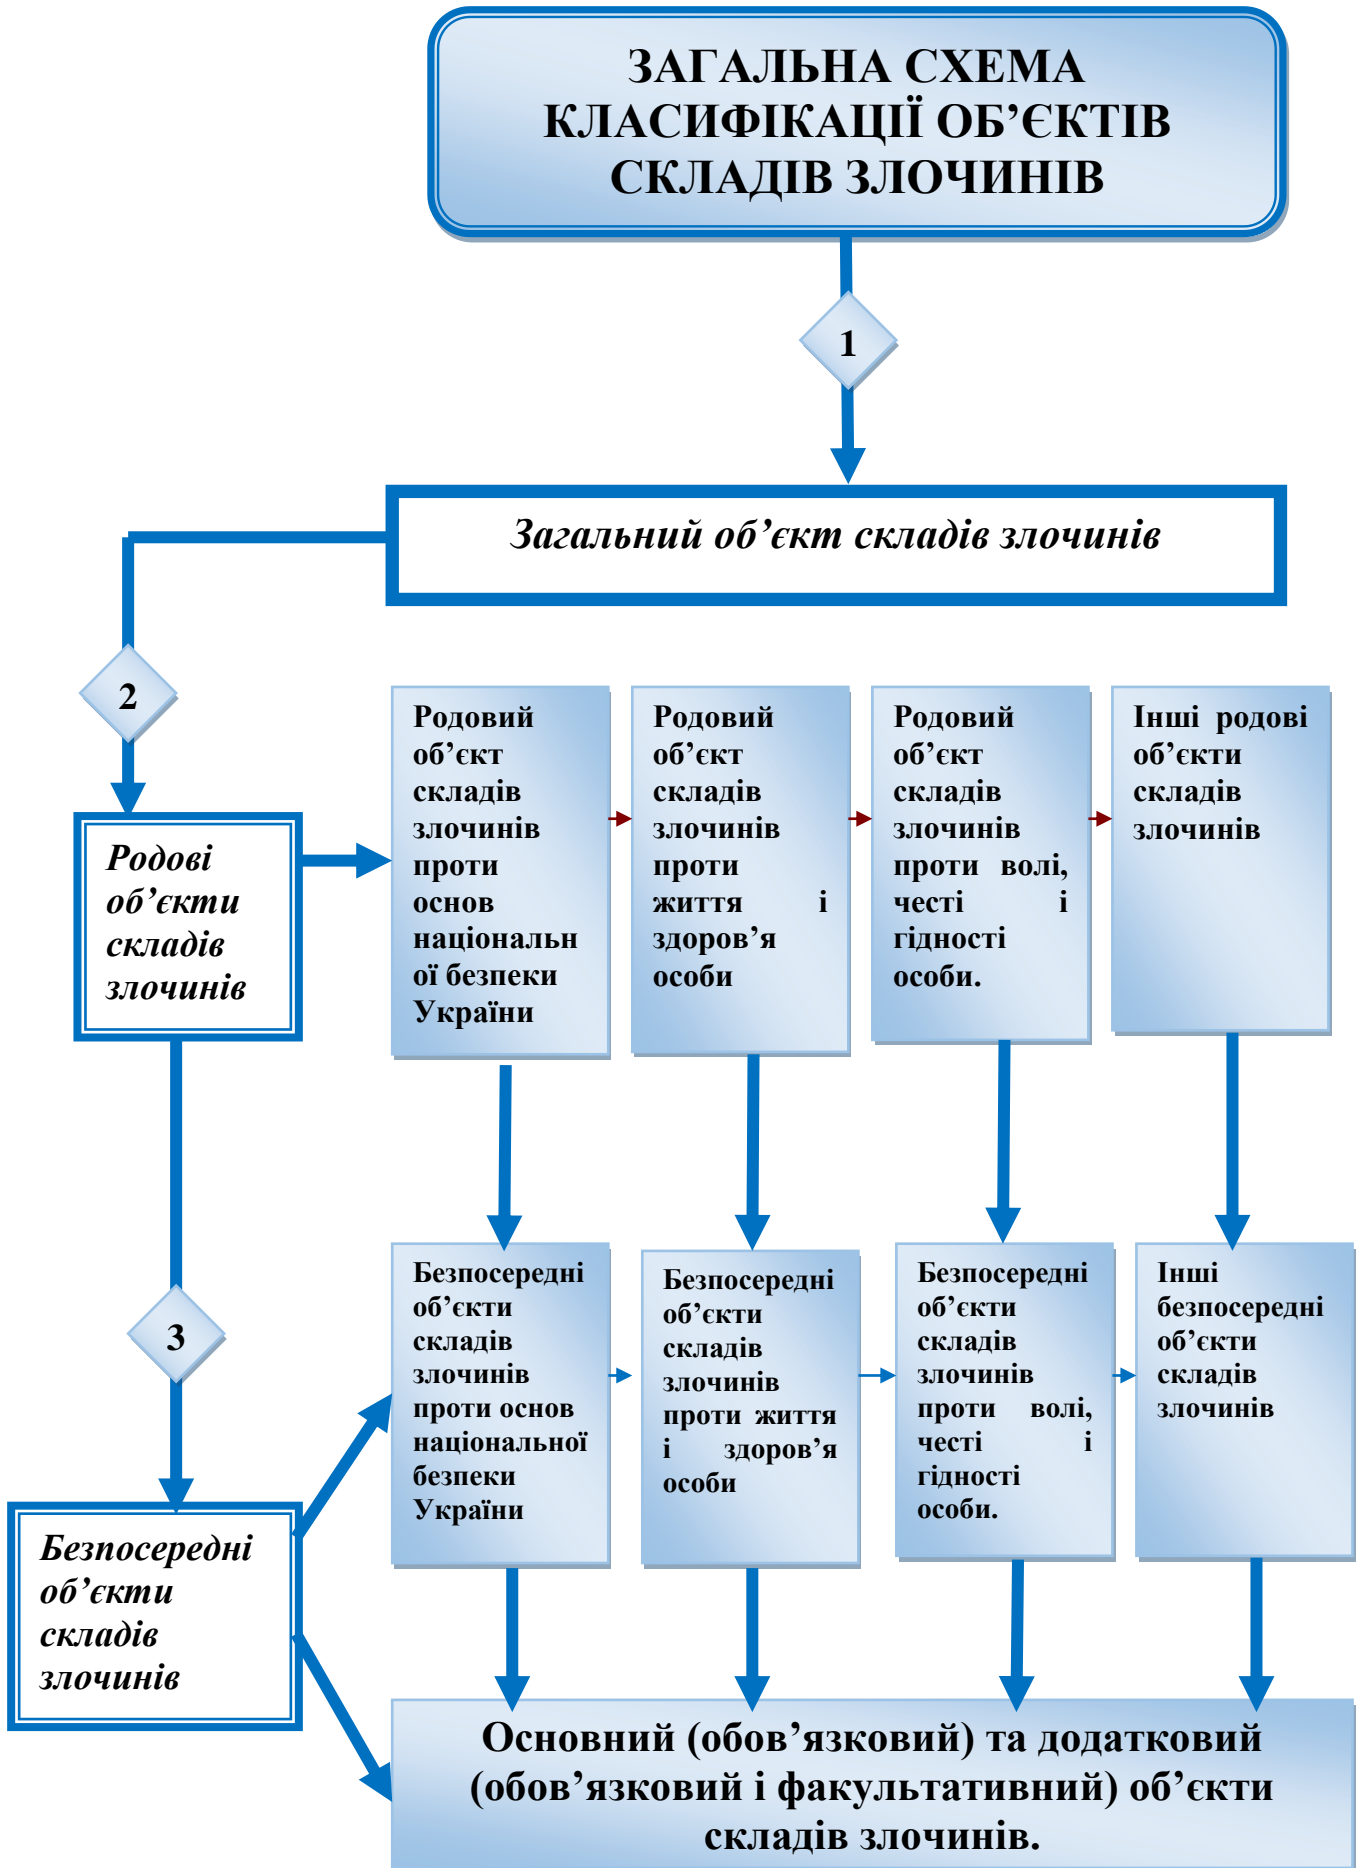 ЗАГАЛЬНА СХЕМА
КЛАСИФІКАЦІЇ ОБ’ЄКТІВ
СКЛАДІВ ЗЛОЧИНІВ
1
Загальний об’єкт складів злочинів
2
Родові
об’єкти
складів
злочинів
Родовий
об’єкт
складів
злочинів
проти
основ
національн
ої безпеки
України
Родовий
об’єкт
складів
злочинів
проти
життя і
здоров’я
особи
Родовий
об’єкт
складів
злочинів
проти волі,
честі і
гідності
особи.
Інші родові
об’єкти
складів
злочинів
3
Безпосередні
об’єкти
складів
злочинів
Безпосередні
об’єкти
складів
злочинів
проти основ
національної
безпеки
України
Безпосередні
об’єкти
складів
злочинів
проти життя
і здоров’я
особи
Безпосередні
об’єкти
складів
злочинів
проти волі,
честі і
гідності
особи.
Інші
безпосередні
об’єкти
складів
злочинів
Основний (обов’язковий) та додатковий
(обов’язковий і факультативний) об’єкти
складів злочинів.